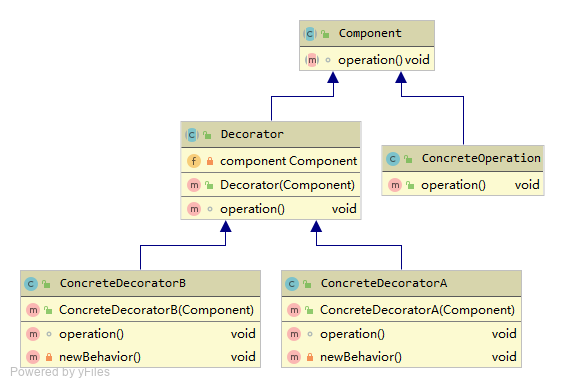 Component
operation() void
Decorator
component Component
Decorator(Component)
operation() void
ConcreteOperation
operation() void
ConcreteDecoratorB
ConcreteDecoratorB(Component)
operation() void
newBehavior() void
ConcreteDecoratorA
ConcreteDecoratorA(Component)
operation() void
newBehavior() void
Powered by yFiles